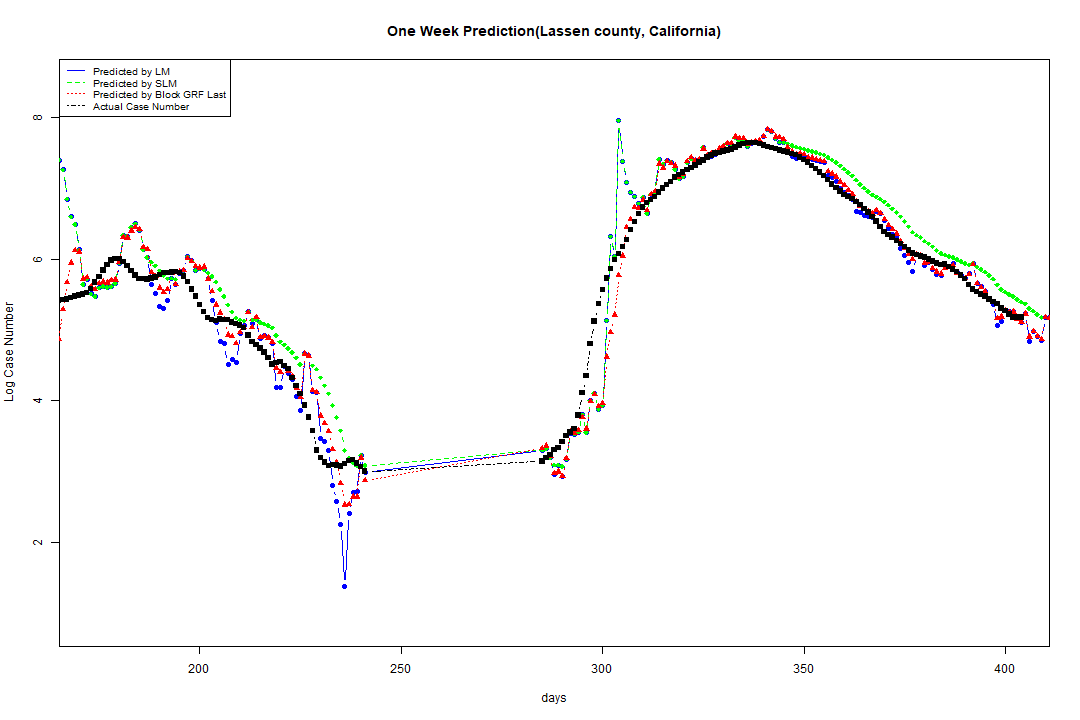 One Week Prediction(Lassen county, California)
Predicted by LM
Predicted by SLM
Predicted by Block GRF Last
Actual Case Number
8
6
4
2
Log Case Number
200 250 300 350 400
days